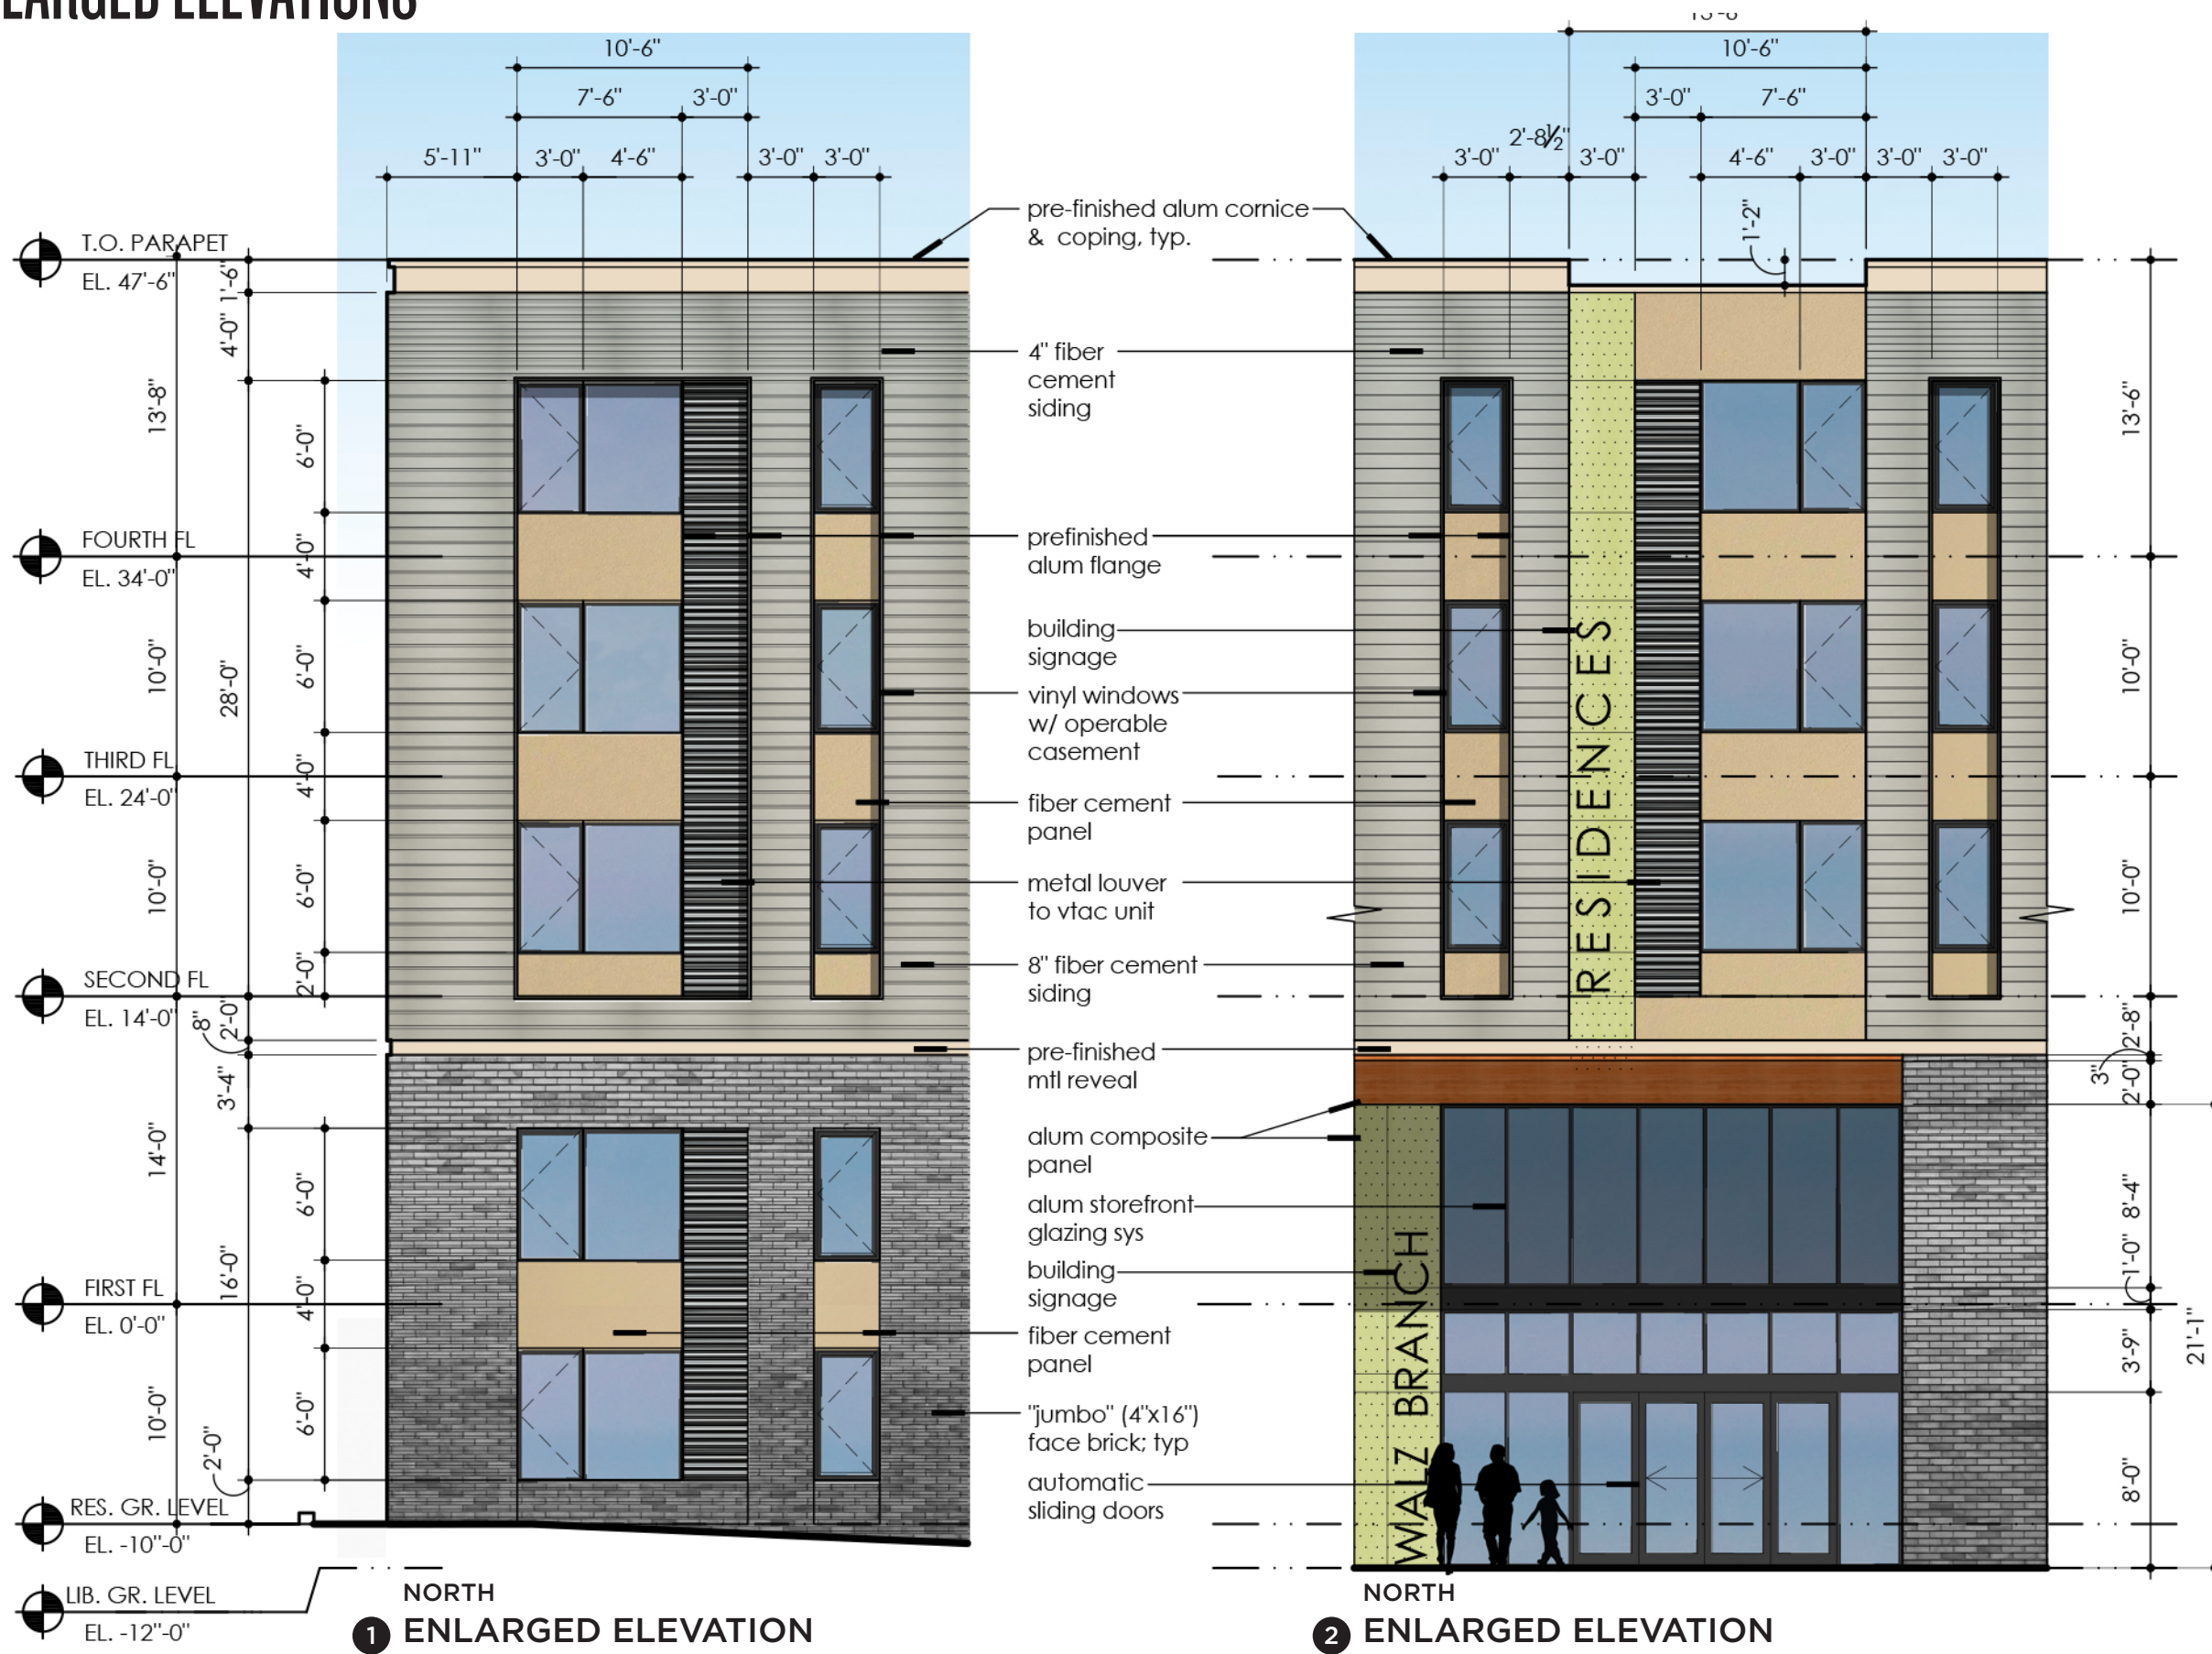 LARGED ELEVATIONS
10'-6"
7'-6"
3'-0"
5'-11"
3'-0"
4'-6"
3'-0"
3'-0"
10'-6"
3'-0"
7'-6"
2'-8½"
3'-0"
3'-0"
4'-6"
3'-0"
3'-0"
3'-0"
1'-2"
T.O. PARAPET
EL. 47'-6"
FOURTH FL
EL. 34'-0"
THIRD FL
EL. 24'-0"
SECOND FL
EL. 14'-0"
FIRST FL
EL. 0'-0"
RES. GR. LEVEL
EL. -10"-0"
LIB. GR. LEVEL
EL. -12"-0"
13'-8"
10'-0"
10'-0"
14'-0"
10'-0"
1'-6"
4'-0"
28'-0"
2'-0"
8"
3'-4"
16'-0"
2'-0"
6'-0"
4'-0"
6'-0"
4'-0"
6'-0"
2'-0"
6'-0"
4'-0"
6'-0"
pre-finished alum cornice
& coping, typ.
4" fiber
cement
siding
prefinished
alum flange
building
signage
vinyl windows
w/ operable
casement
fiber cement
panel
metal louver
to vtac unit
8" fiber cement
siding
pre-finished
mtl reveal
alum composite
panel
alum storefront
glazing sys
building
signage
fiber cement
panel
"jumbo" (4"x16")
face brick; typ
automatic
sliding doors
RESIDENCES
WALZ BRANCH
13'-6"
10'-0"
10'-0"
2'-8"
3"
2'-0"
8'-4"
1'-0"
3'-9"
8'-0"
21'-1"
NORTH
1 ENLARGED ELEVATION
NORTH
2 ENLARGED ELEVATION